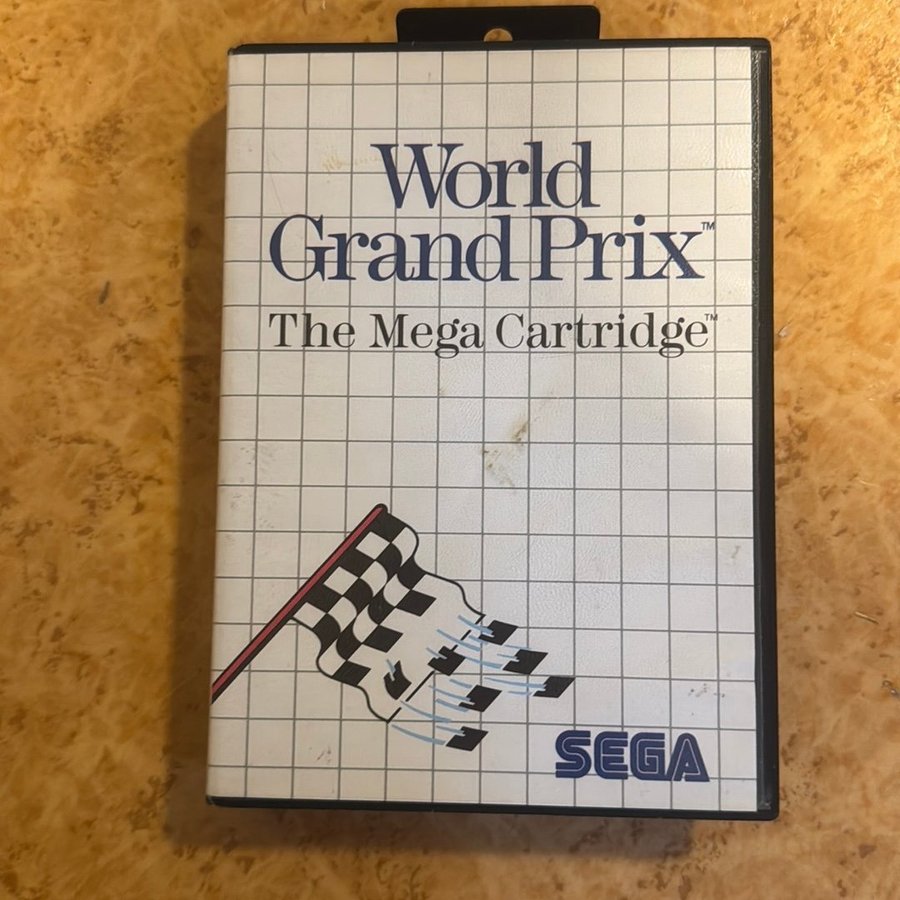 World
Grand Prix™
The Mega Cartridge™
SEGA